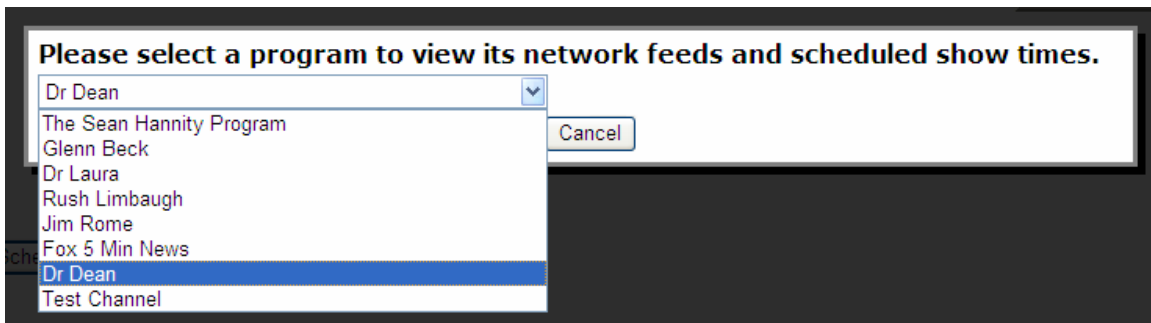 Please select a program to view its network feeds and scheduled show times.
Dr Dean
The Sean Hannity Program
Cancel
Glenn Beck
Dr Laura
Rush Limbaugh
Jim Rome
Fox 5 Min News
Dr Dean
Test Channel